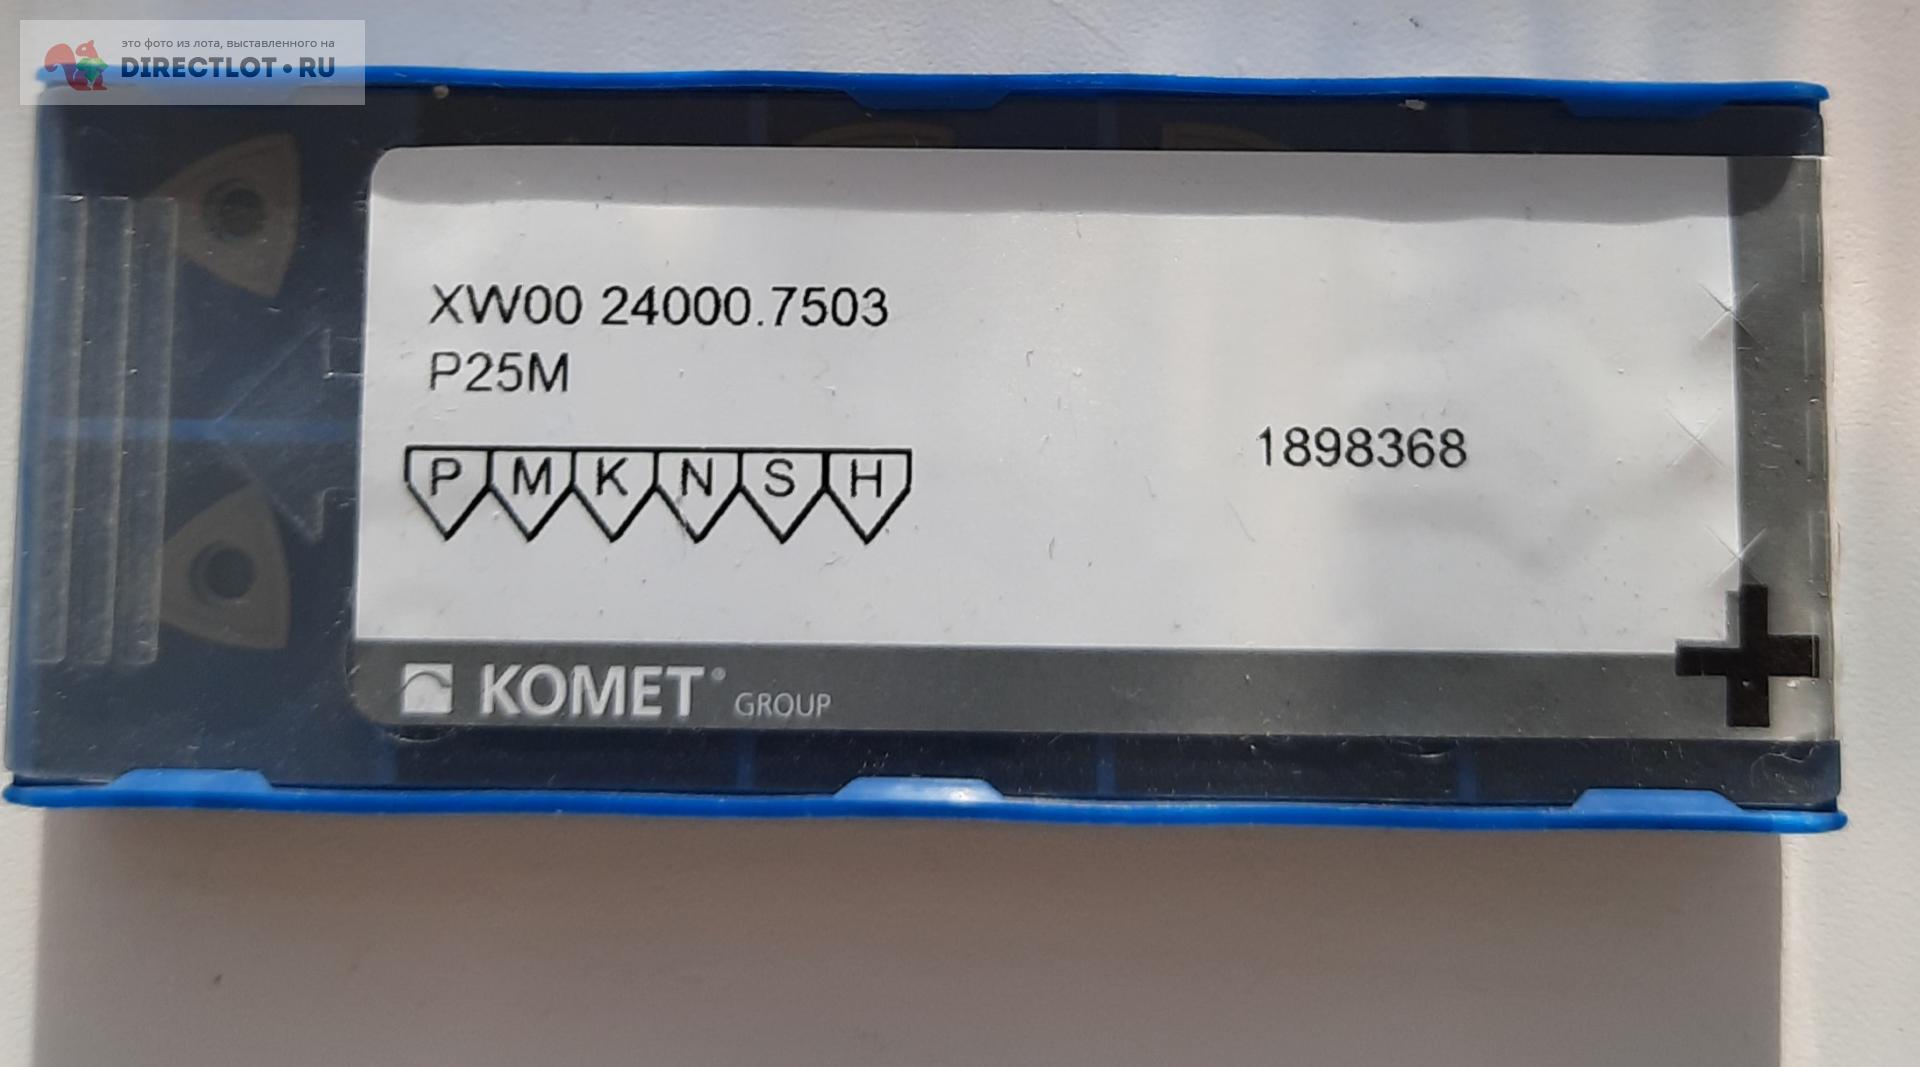 это фото из лота, выставленного на
DIRECTLOT•RU
XW00 24000.7503
P25M
P M K N S H
1898368
KOMET® GROUP